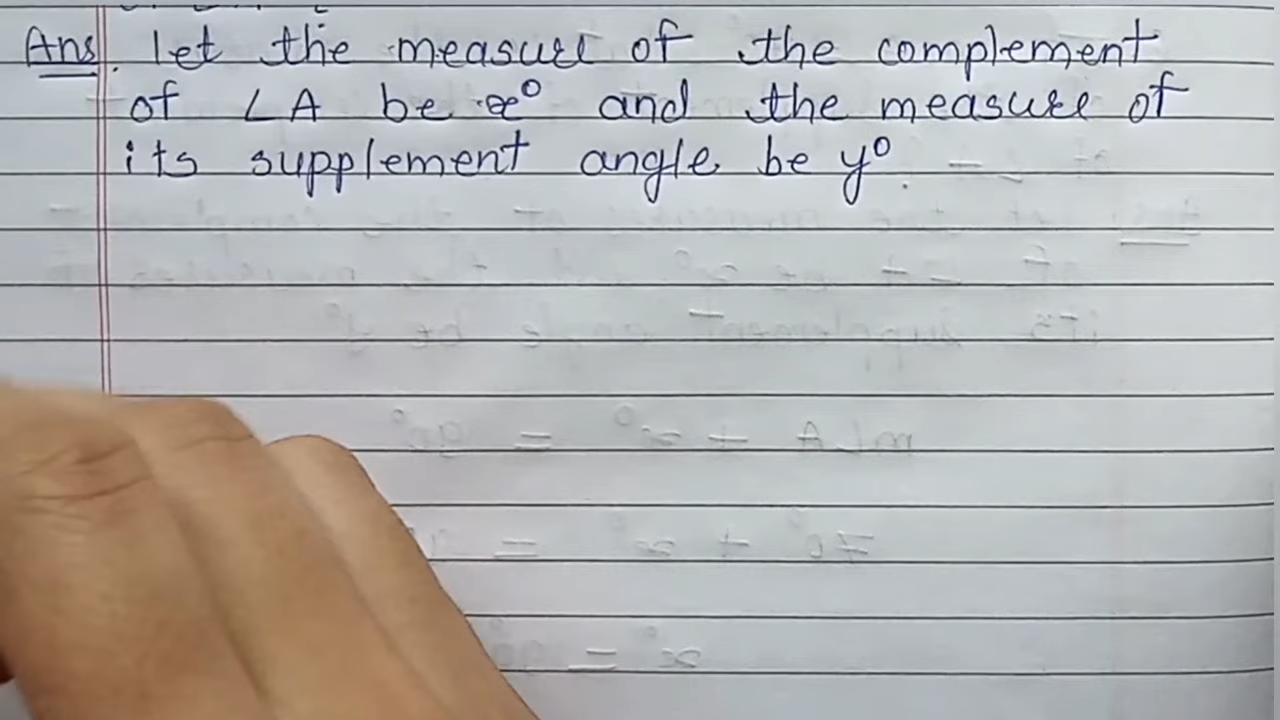 Ans. let the measure of the complement
of ∠A be x° and the measure of
its supplement angle be y°.